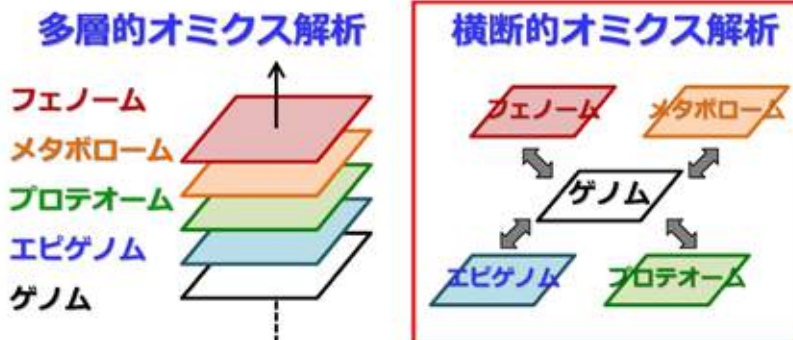 多層的オミクス解析
フェノーム
メタボローム
プロテオーム
エピゲノム
ゲノム
横断的オミクス解析
フェノーム
メタボローム
ゲノム
エピゲノム
プロテオーム